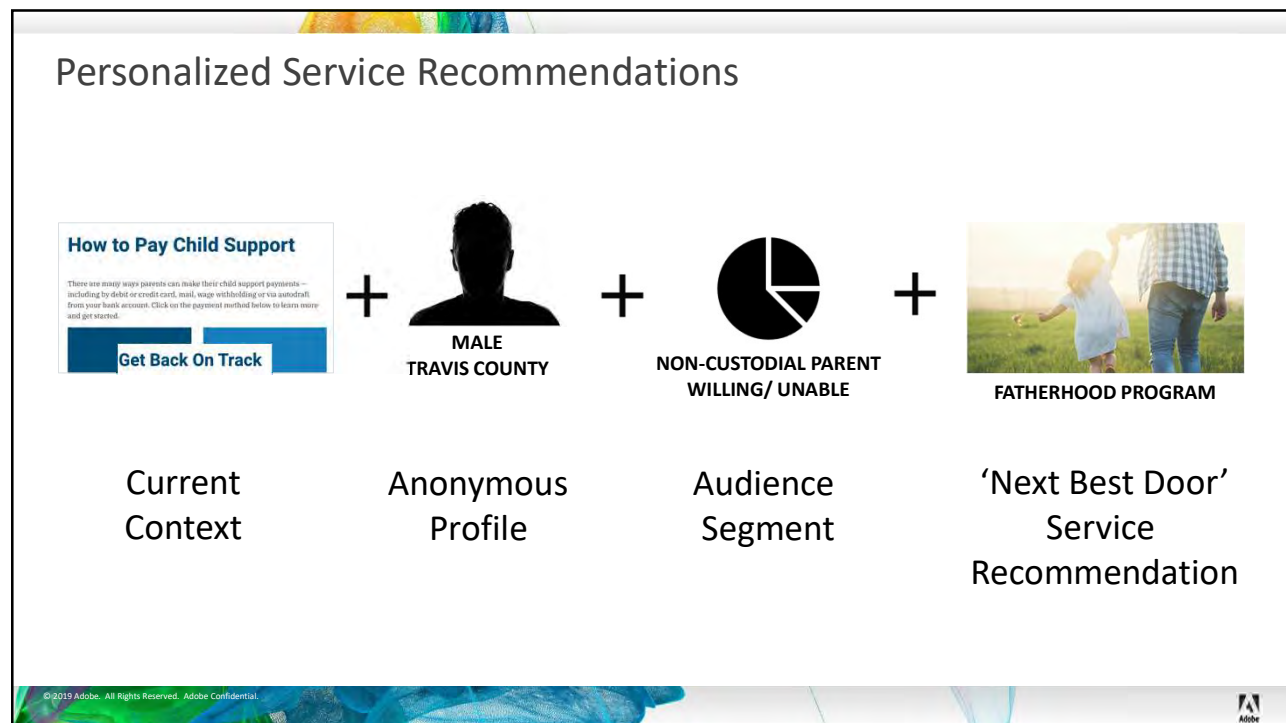 Personalized Service Recommendations
How to Pay Child Support
There are many ways parents can make their child support payments —
including by debit or credit card, mail, wage withholding or via autodraft
from your bank account. Click on the payment method below to learn more
and get started.
Get Back On Track
+
MALE
TRAVIS COUNTY
+
NON-CUSTODIAL PARENT
WILLING/ UNABLE
+
FATHERHOOD PROGRAM
Current
Context
Anonymous
Profile
Audience
Segment
‘Next Best Door’
Service
Recommendation
© 2019 Adobe. All Rights Reserved. Adobe Confidential.
Adobe